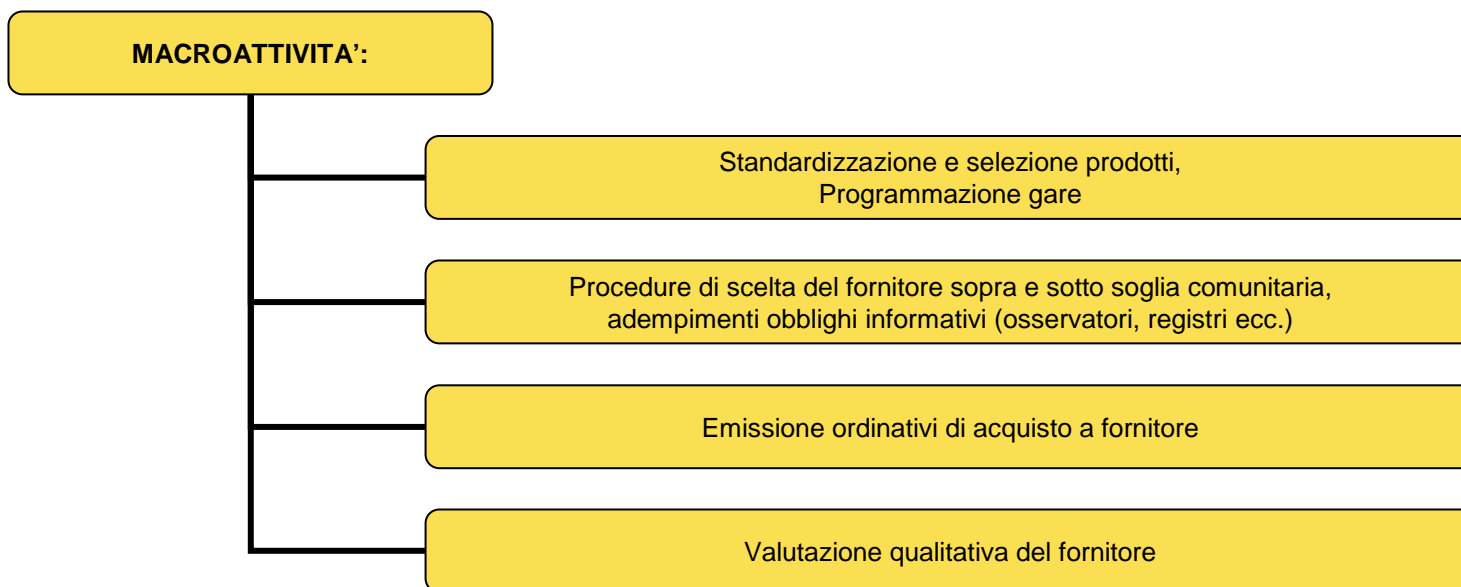 MACROATTIVITA’:
Standardizzazione e selezione prodotti,
Programmazione gare
Procedure di scelta del fornitore sopra e sotto soglia comunitaria,
adempimenti obblighi informativi (osservatori, registri ecc.)
Emissione ordinativi di acquisto a fornitore
Valutazione qualitativa del fornitore